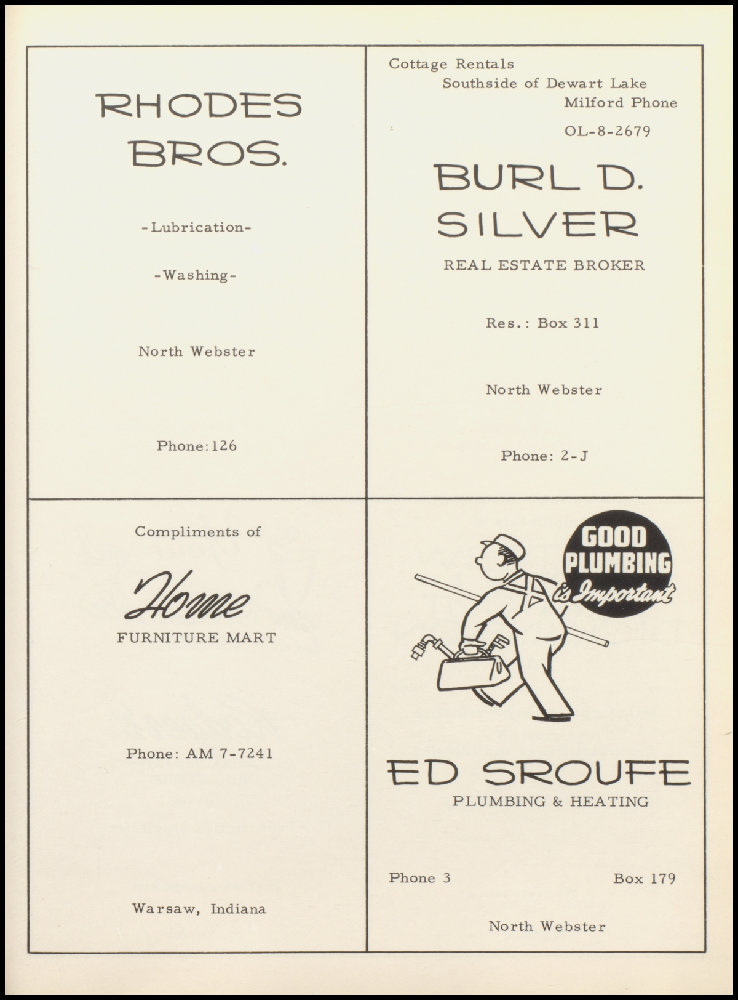 RHODES
BROS.
-Lubrication-
-Washing-
North Webster
Phone:126
Cottage Rentals
Southside of Dewart Lake
Milford Phone
OL-8-2679
BURL D.
SILVER
REAL ESTATE BROKER
Res.: Box 311
North Webster
Phone: 2-J
Compliments of
Home
FURNITURE MART
Phone: AM 7-7241
Warsaw, Indiana
GOOD
PLUMBING
is Important
ED SROUFE
PLUMBING & HEATING
Phone 3 Box 179
North Webster